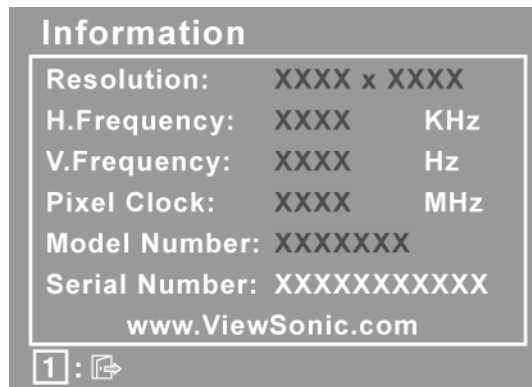 Information
Resolution: XXXX x XXXX
H.Frequency: XXXX KHz
V.Frequency: XXXX Hz
Pixel Clock: XXXX MHz
Model Number: XXXXXXX
Serial Number: XXXXXXXXXXX
www.ViewSonic.com
1 :